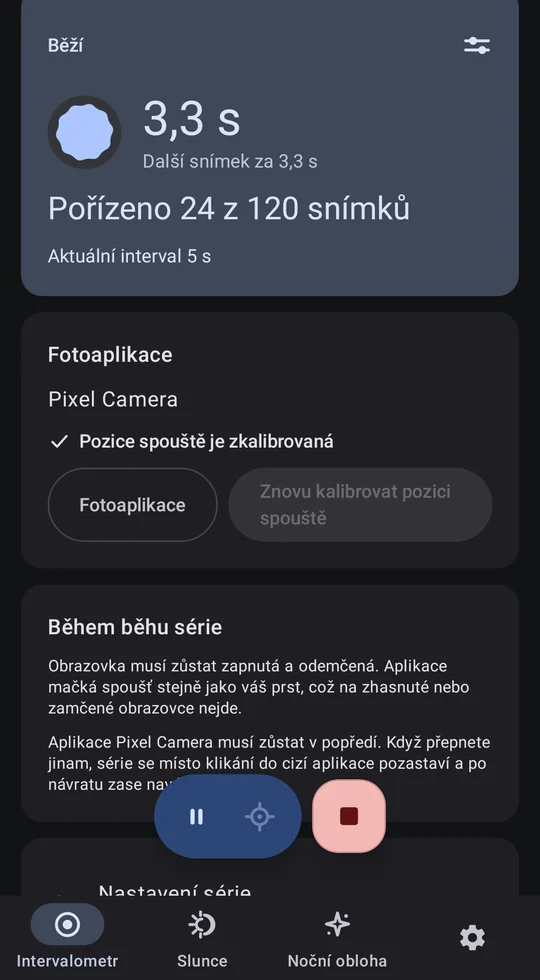 Běží
3,3 s
Další snímek za 3,3 s
Pořízeno 24 z 120 snímků
Aktuální interval 5 s
Fotoaplikace
Pixel Camera
Pozice spouště je zkalibrovaná
Fotoaplikace
Znovu kalibrovat pozici
spouště
Během běhu série
Obrazovka musí zůstat zapnutá a odemčená. Aplikace
mačká spoušť stejně jako váš prst, což na zhasnuté nebo
zamčené obrazovce nejde.
Aplikace Pixel Camera musí zůstat v popředí. Když přepnete
jinam, série se místo klikání do cizí aplikace pozastaví a po
návratu zase
Nastavení série
Intervalometr
Slunce
Noční obloha